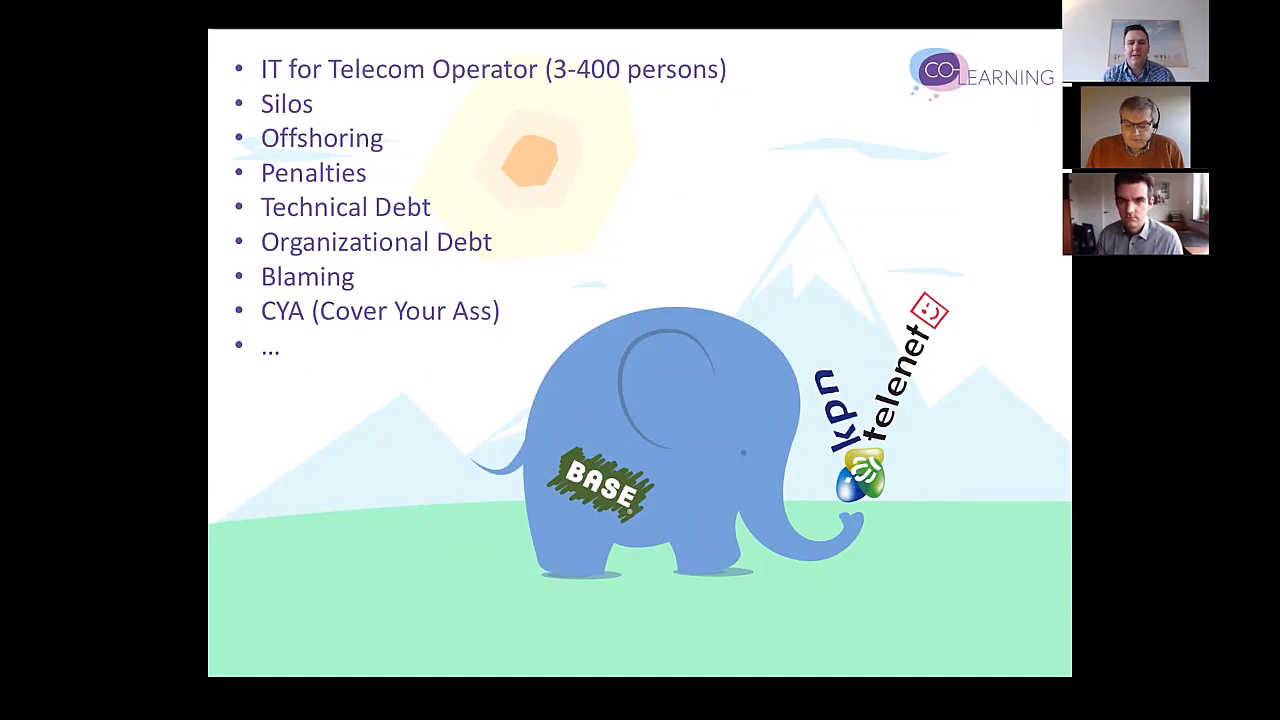 IT for Telecom Operator (3-400 persons)
Silos
Offshoring
Penalties
Technical Debt
Organizational Debt
Blaming
CYA (Cover Your Ass)
...
CO-LEARNING
kpn
telenet
BASE